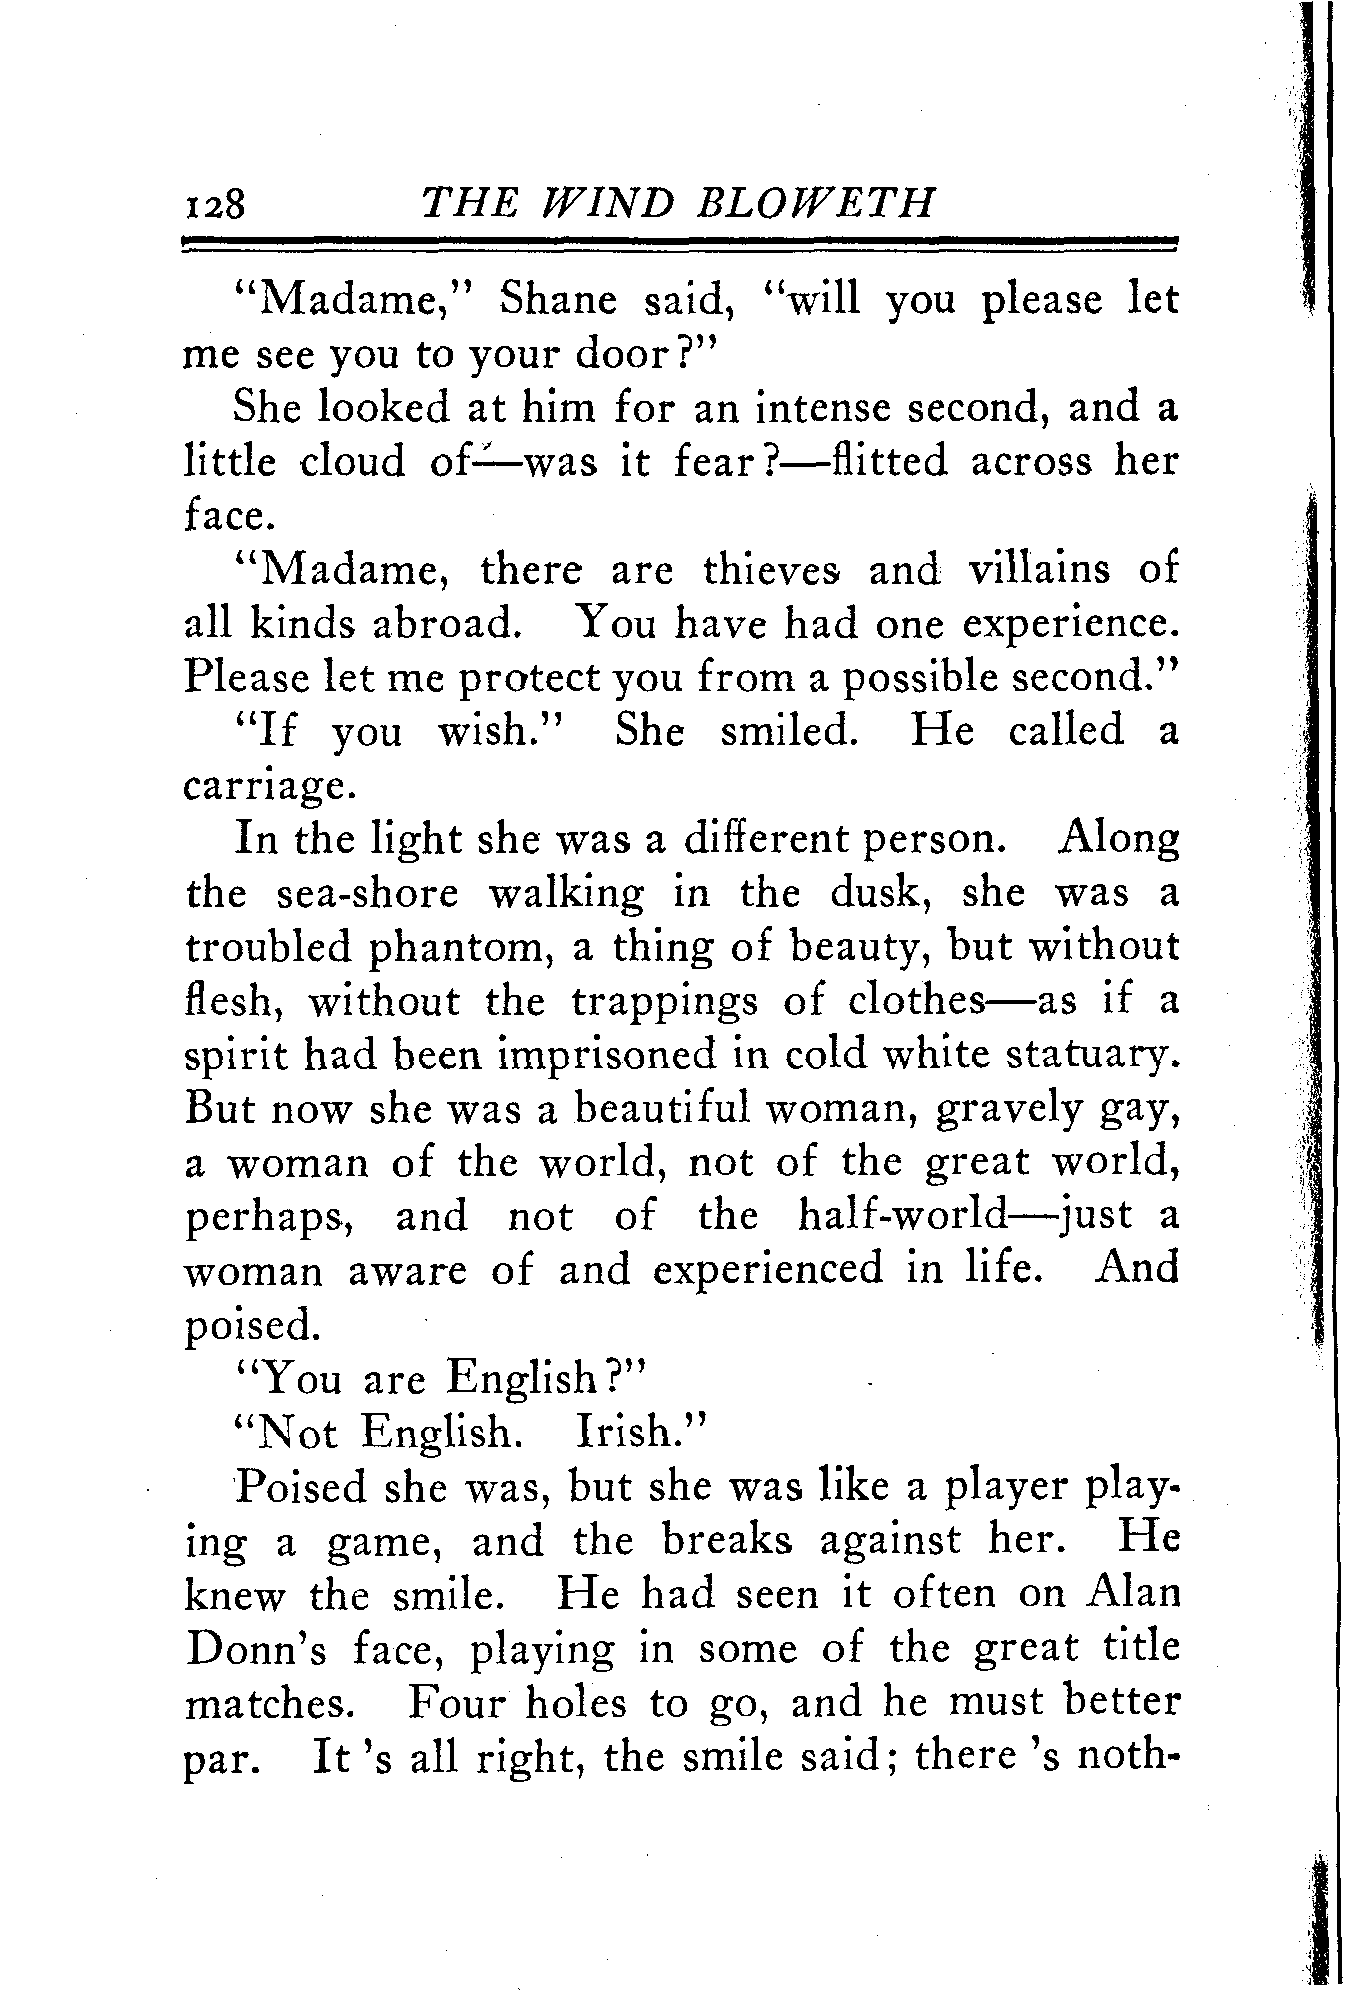 128 THE WIND BLOWETH
"Madame," Shane said, "will you please let
me see you to your door?"
She looked at him for an intense second, and a
little cloud of—was it fear?—flitted across her
face.
"Madame, there are thieves and villains of
all kinds abroad. You have had one experience.
Please let me protect you from a possible second."
"If you wish." She smiled. He called a
carriage.
In the light she was a different person. Along
the sea-shore walking in the dusk, she was a
troubled phantom, a thing of beauty, but without
flesh, without the trappings of clothes—as if a
spirit had been imprisoned in cold white statuary.
But now she was a beautiful woman, gravely gay,
a woman of the world, not of the great world,
perhaps, and not of the half-world—just a
woman aware of and experienced in life. And
poised.
"You are English?"
"Not English. Irish."
Poised she was, but she was like a player play-
ing a game, and the breaks against her. He
knew the smile. He had seen it often on Alan
Donn's face, playing in some of the great title
matches. Four holes to go, and he must better
par. It 's all right, the smile said; there 's noth-